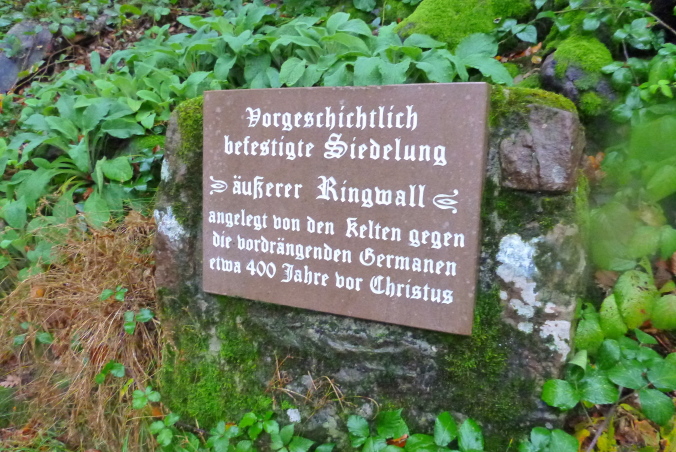 Vorgeschichtlich
befestigte Siedelung
äußerer Ringwall
angelegt von den Kelten gegen
die vordrängenden Germanen
etwa 400 Jahre vor Christus